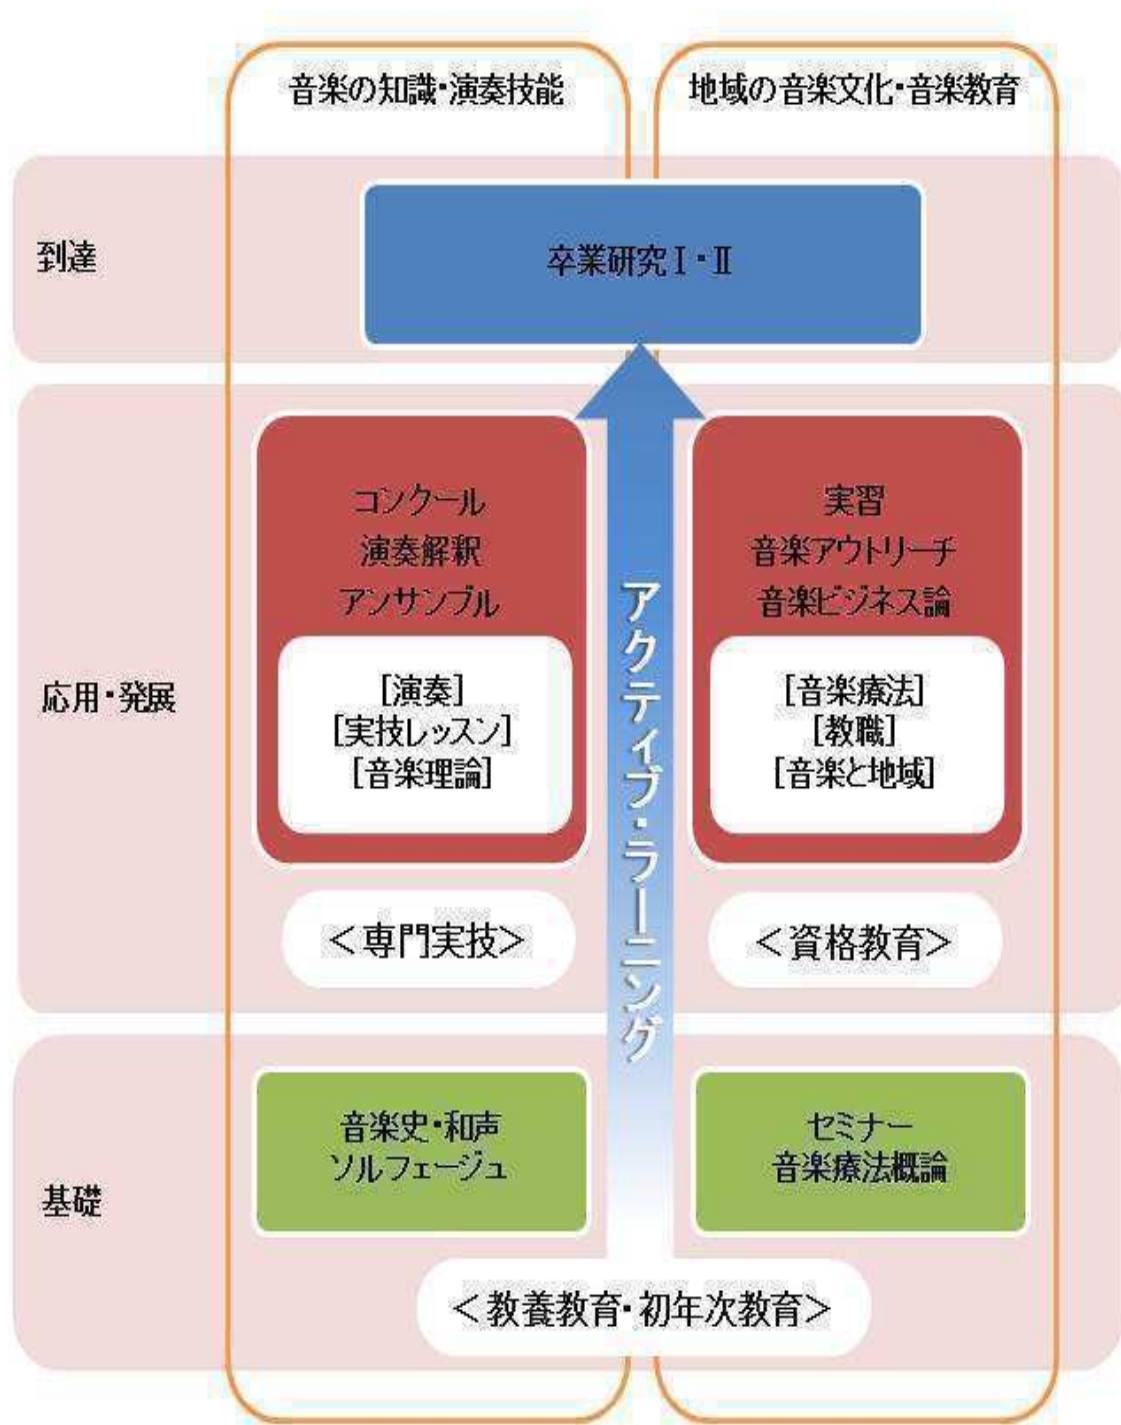 音楽の知識・演奏技能
地域の音楽文化・音楽教育
到達
卒業研究Ⅰ・Ⅱ
応用・発展
コンクール
演奏解釈
アンサンブル
[演奏]
[実技レッスン]
[音楽理論]
＜専門実技＞
アクティブ・ラーニング
実習
音楽アウトリーチ
音楽ビジネス論
[音楽療法]
[教職]
[音楽と地域]
＜資格教育＞
基礎
音楽史・和声
ソルフェージュ
セミナー
音楽療法概論
＜教養教育・初年次教育＞